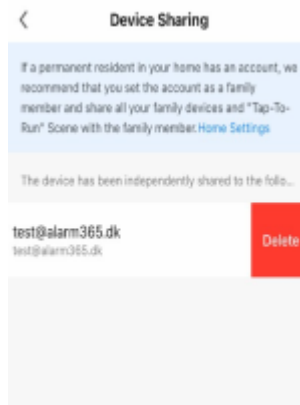 Device Sharing
If a permanent resident in your home has an account, we
recommend that you set the account as a family
member and share all your family devices and "Tap-To-
Run" Scene with the family member.Home Settings
The device has been independently shared to the follo...
test@alarm365.dk
test@alarm365.dk
Delete